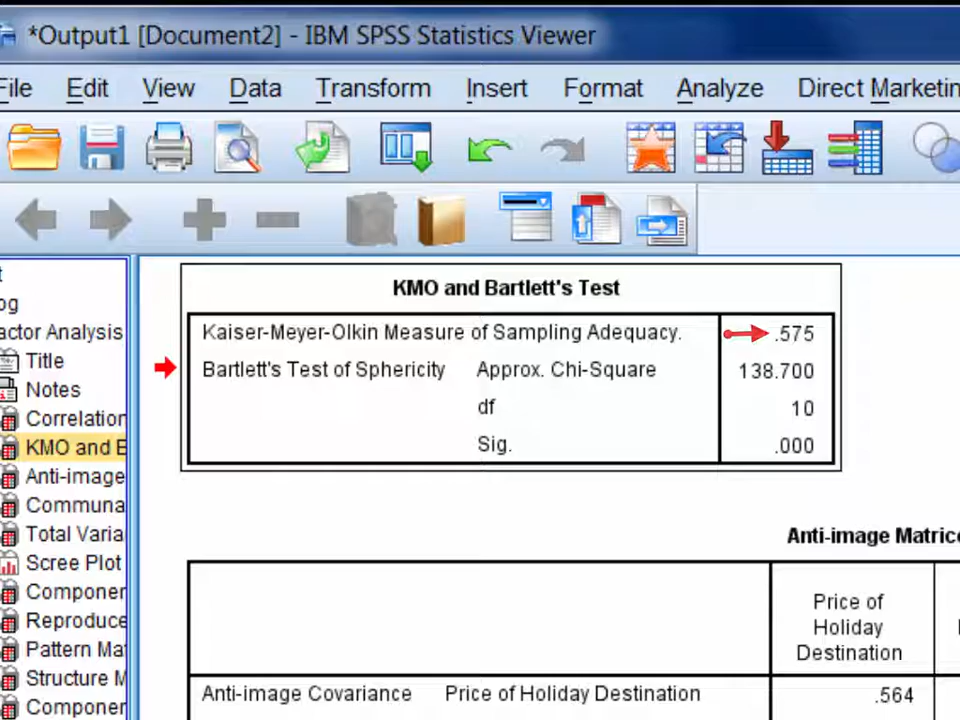 *Output1 [Document2] - IBM SPSS Statistics Viewer
File Edit View Data Transform Insert Format Analyze Direct Marketin
t
og
actor Analysis
Title
Notes
Correlation
KMO and B
Anti-image
Communa
Total Varia
Scree Plot
Componen
Reproduce
Pattern Ma
Structure M
Componen
KMO and Bartlett's Test
Kaiser-Meyer-Olkin Measure of Sampling Adequacy. .575
Bartlett's Test of Sphericity Approx. Chi-Square 138.700
df 10
Sig. .000
Anti-image Matrice
Price of
Holiday
Destination
Anti-image Covariance Price of Holiday Destination .564